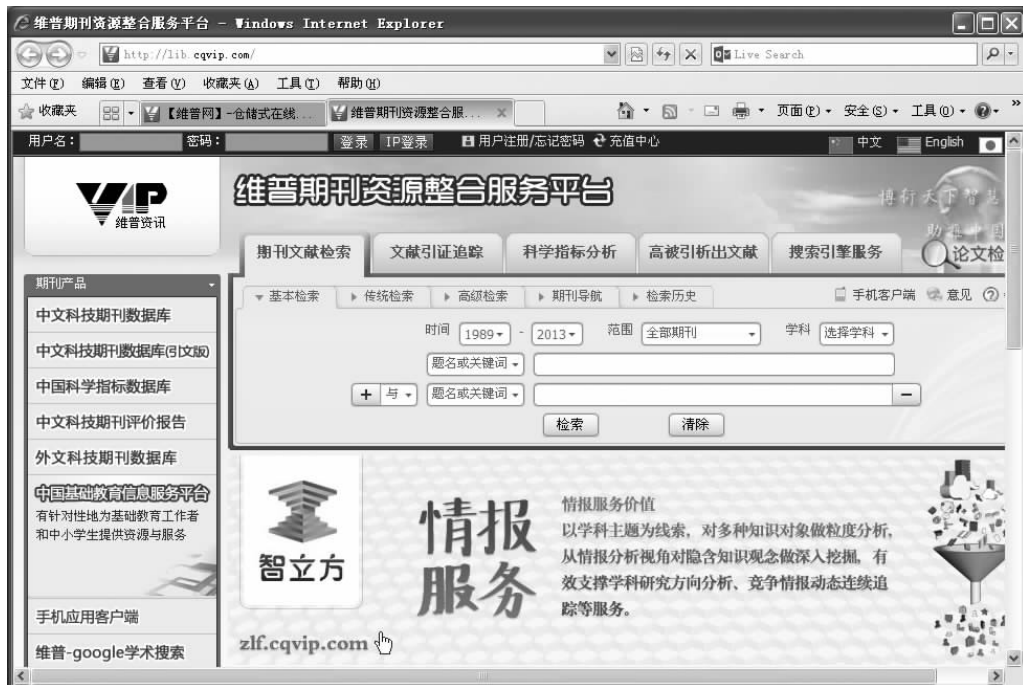 维普期刊资源整合服务平台 - Windows Internet Explorer
http://lib.cqvip.com/
Live Search
文件(F) 编辑(E) 查看(V) 收藏夹(A) 工具(T) 帮助(H)
收藏夹 【维普网】-仓储式在线... 维普期刊资源整合服... 页面(P) 安全(S) 工具(O)
用户名: 密码: 登录 IP登录 用户注册/忘记密码 充值中心 中文 English
VIP
维普资讯
维普期刊资源整合服务平台
博行天下智慧
期刊文献检索 文献引证追踪 科学指标分析 高被引析出文献 搜索引擎服务 论文检
基本检索 传统检索 高级检索 期刊导航 检索历史 手机客户端 意见
时间 1989 - 2013 范围 全部期刊 学科 选择学科
题名或关键词
+ 与 题名或关键词 −
检索 清除
期刊产品
中文科技期刊数据库
中文科技期刊数据库(引文版)
中国科学指标数据库
中文科技期刊评价报告
外文科技期刊数据库
中国基础教育信息服务平台
有针对性地为基础教育工作者
和中小学生提供资源与服务
手机应用客户端
维普-google学术搜索
智立方
zlf.cqvip.com
情报
服务
情报服务价值
以学科主题为线索，对多种知识对象做粒度分析，
从情报分析视角对隐含知识观念做深入挖掘，有
效支撑学科研究方向分析、竞争情报动态连续追
踪等服务。